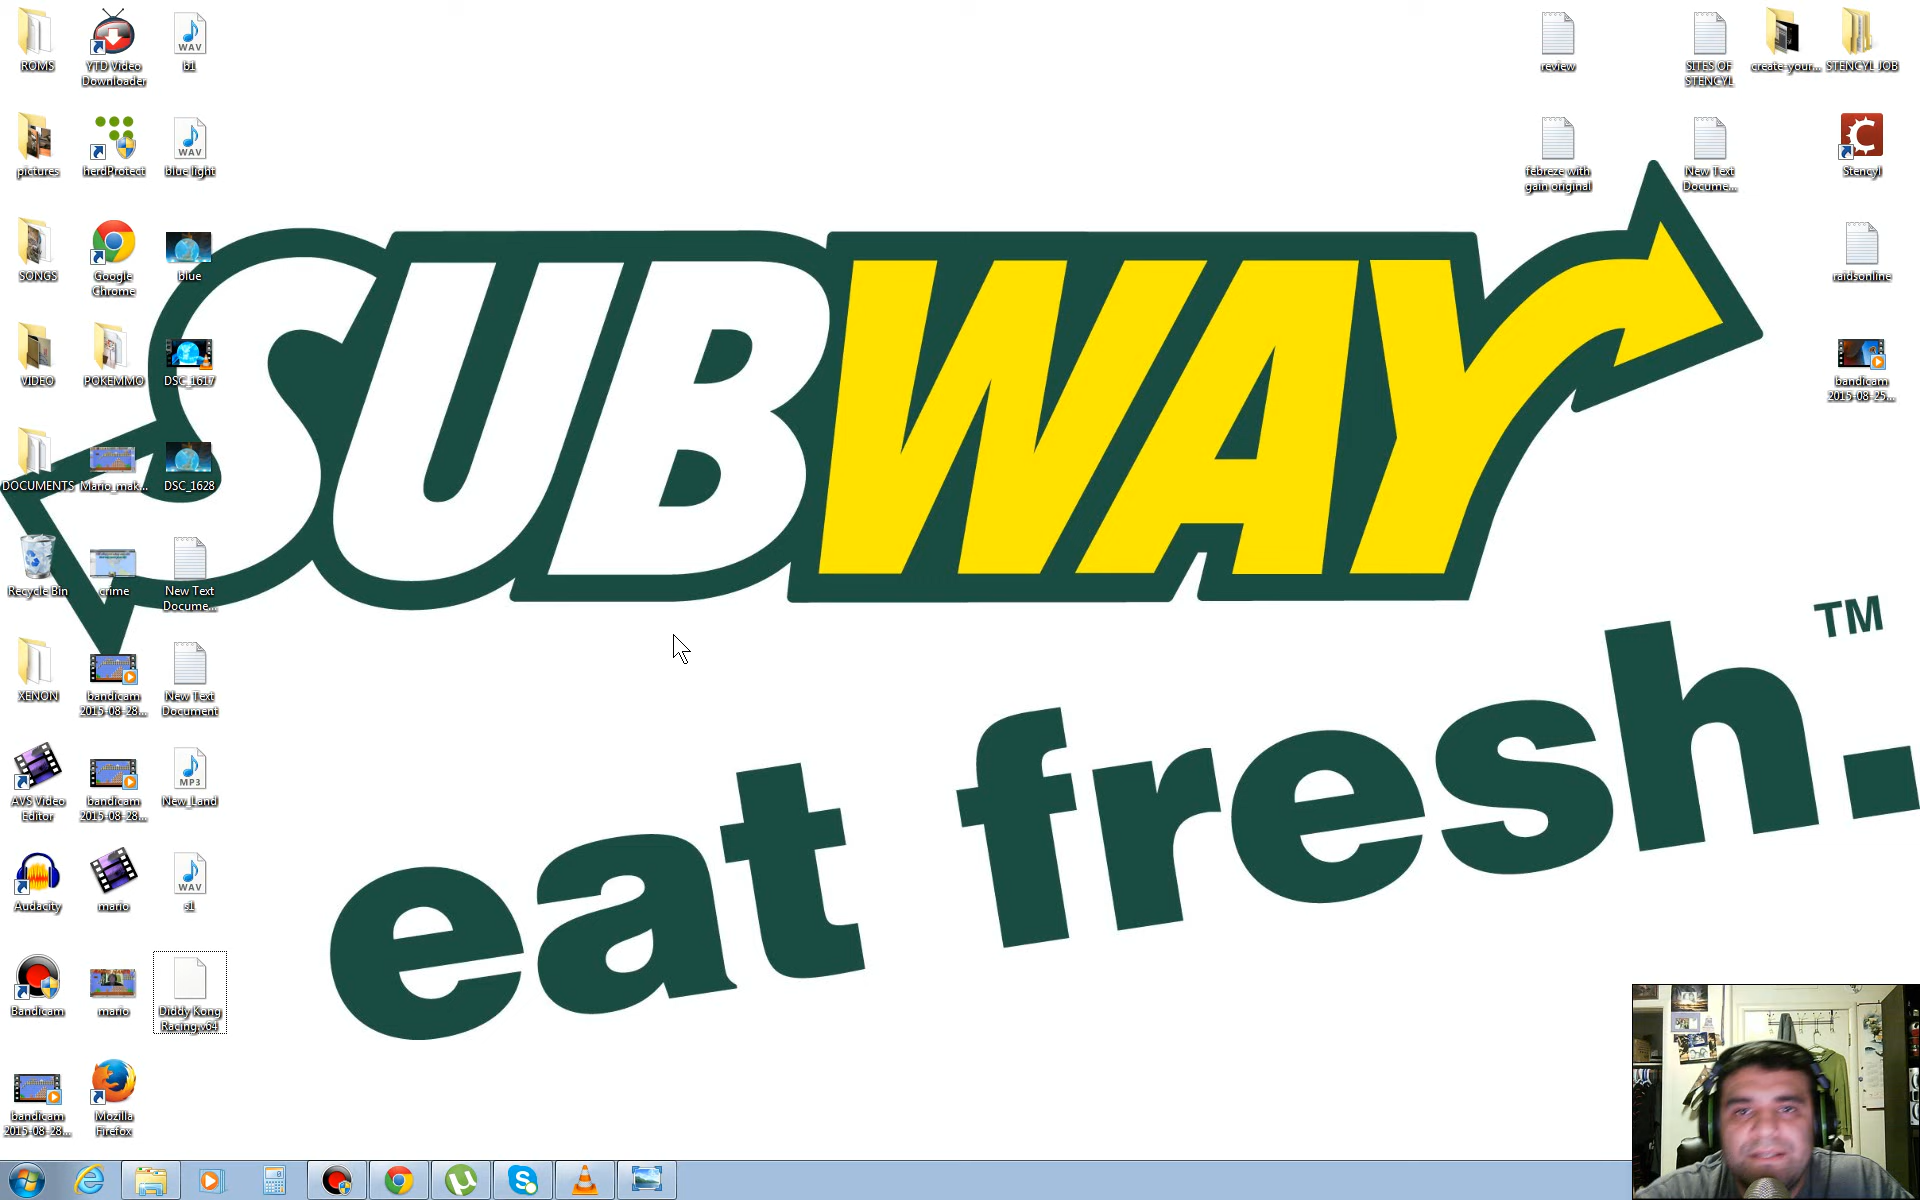 ROMS
YTD Video
Downloader
b1
review
SITES OF
STENCYL
create-your...
STENCYL JOB
pictures
herdProtect
blue light
febreze with
gain original
New Text
Docume...
Stencyl
SONGS
Google
Chrome
blue
raidsonline
SUBWAY
VIDEO
POKEMMO
DSC_1617
bandicam
2015-08-25...
DOCUMENTS
Mario_mak...
DSC_1628
Recycle Bin
crime
New Text
Docume...
TM
eat fresh.
XENON
bandicam
2015-08-28...
New Text
Document
AVS Video
Editor
bandicam
2015-08-28...
MP3
New_Land
Audacity
mario
WAV
s1
Bandicam
mario
Diddy Kong
Racing.v64
bandicam
2015-08-28...
Mozilla
Firefox
WAV
WAV